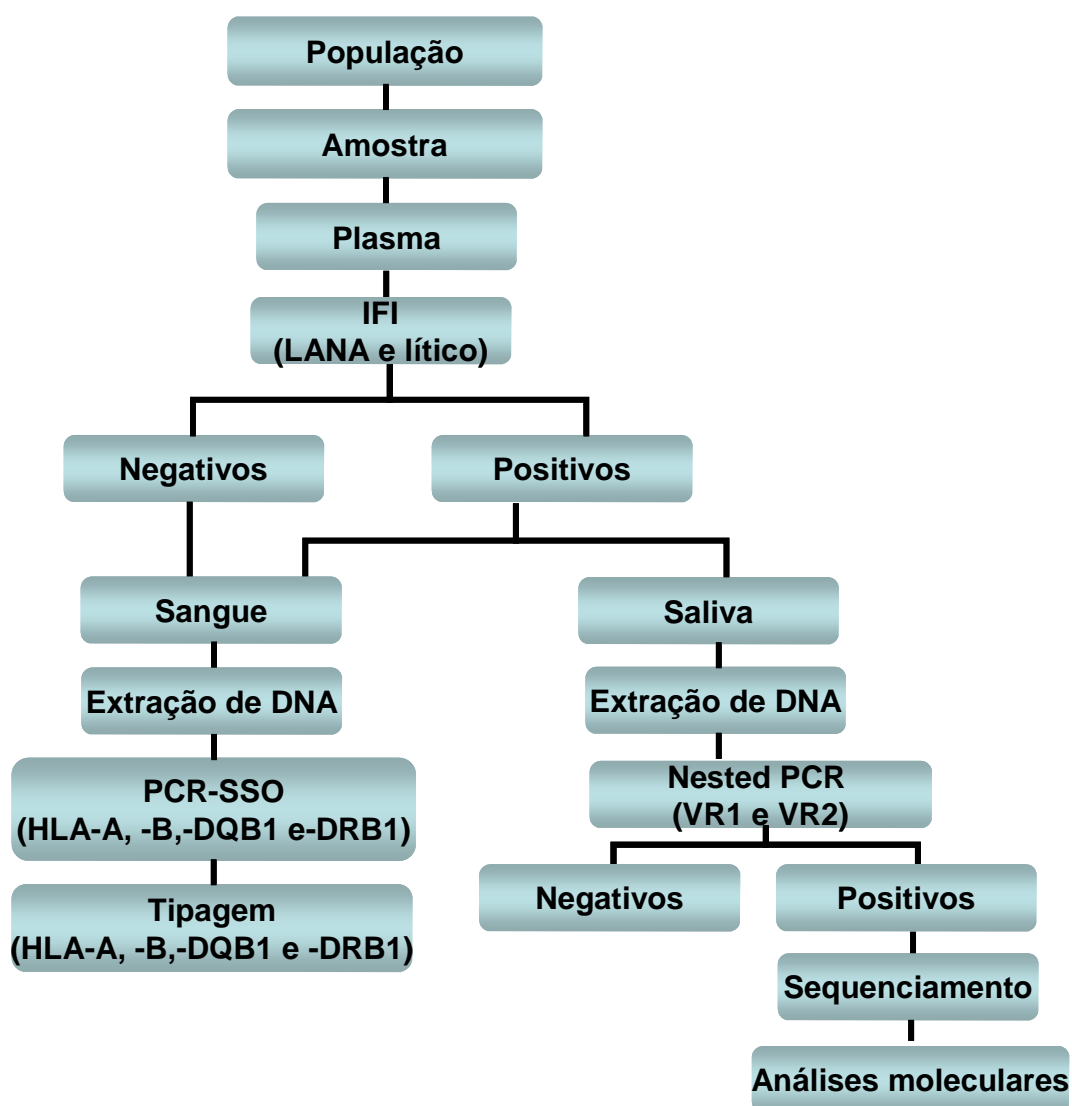 População
Amostra
Plasma
IFI
(LANA e lítico)
Negativos
Positivos
Sangue
Saliva
Extração de DNA
Extração de DNA
PCR-SSO
(HLA-A, -B,-DQB1 e-DRB1)
Nested PCR
(VR1 e VR2)
Tipagem
(HLA-A, -B,-DQB1 e -DRB1)
Negativos
Positivos
Sequenciamento
Análises moleculares